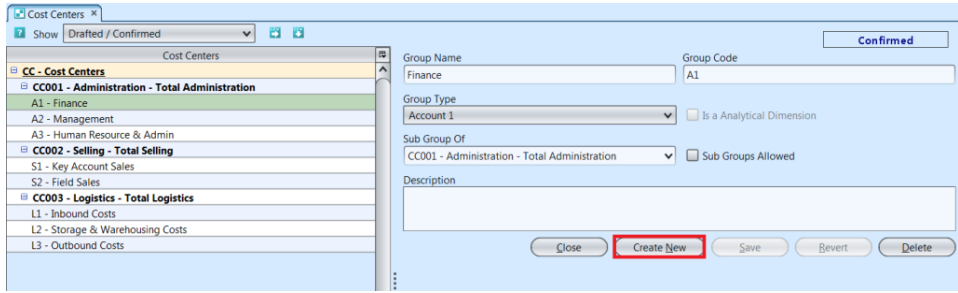 Cost Centers ×
? Show Drafted / Confirmed
Cost Centers
CC - Cost Centers
CC001 - Administration - Total Administration
A1 - Finance
A2 - Management
A3 - Human Resource & Admin
CC002 - Selling - Total Selling
S1 - Key Account Sales
S2 - Field Sales
CC003 - Logistics - Total Logistics
L1 - Inbound Costs
L2 - Storage & Warehousing Costs
L3 - Outbound Costs
Confirmed
Group Name Group Code
Finance A1
Group Type
Account 1 Is a Analytical Dimension
Sub Group Of
CC001 - Administration - Total Administration Sub Groups Allowed
Description
Close Create New Save Revert Delete